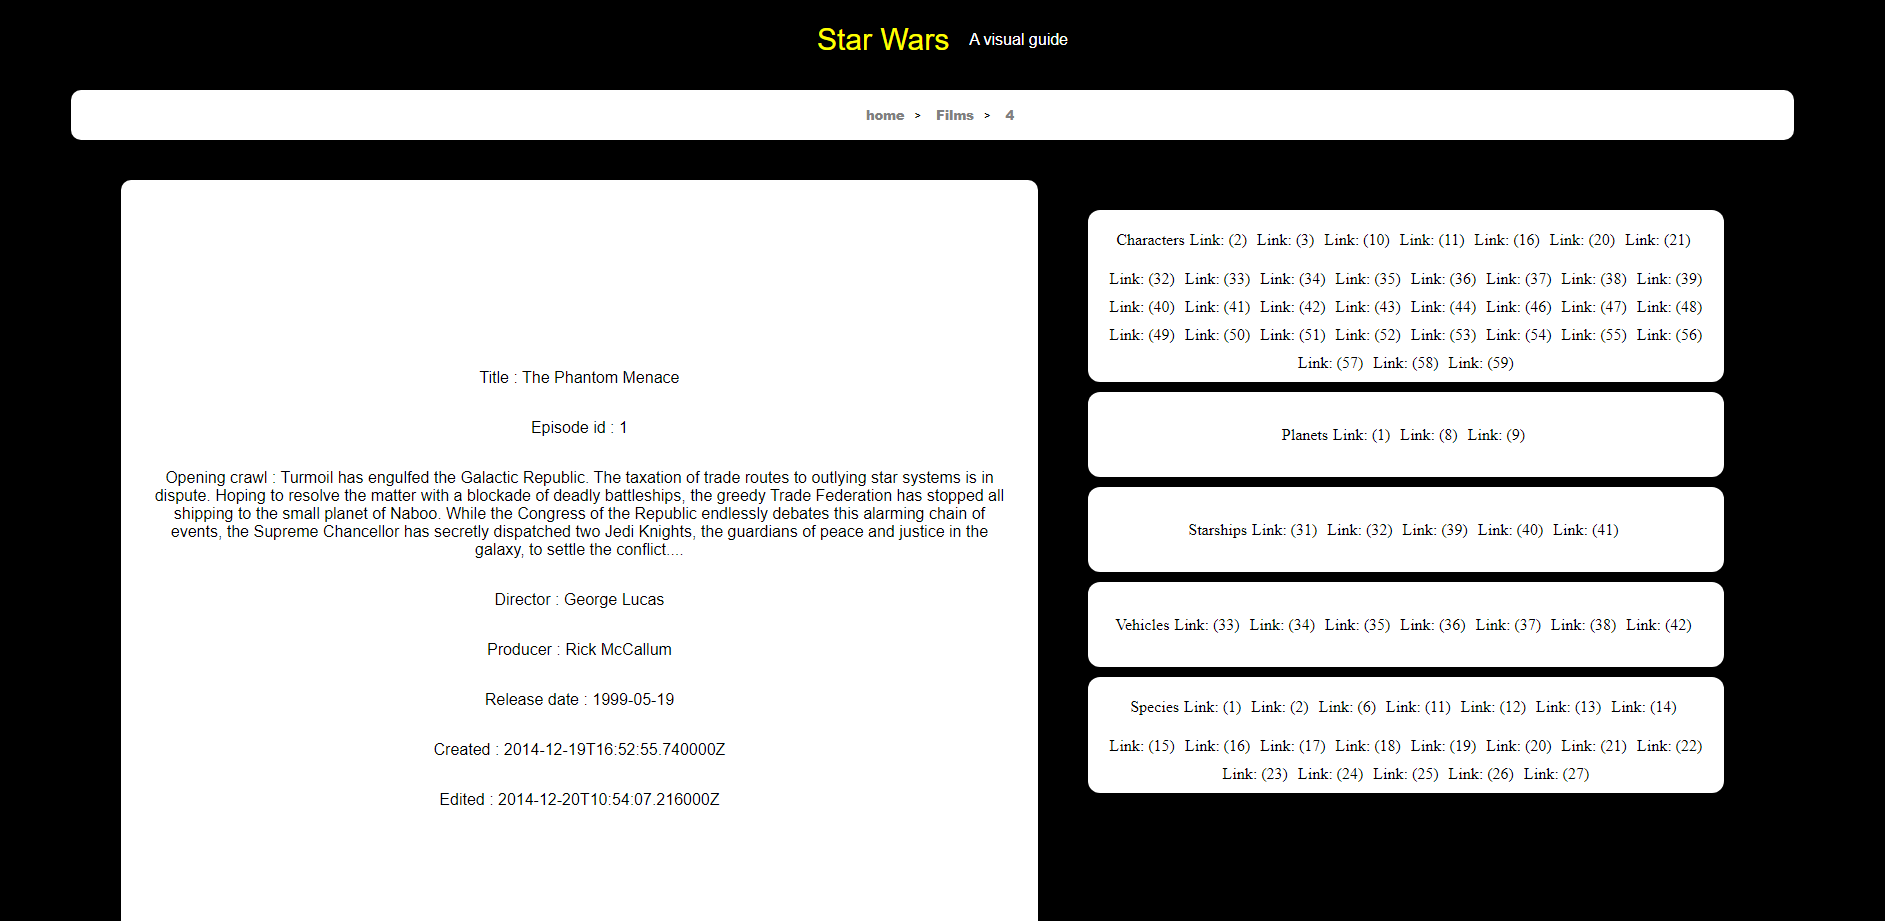 Star Wars A visual guide
home > Films > 4
Title : The Phantom Menace
Episode id : 1
Opening crawl : Turmoil has engulfed the Galactic Republic. The taxation of trade routes to outlying star systems is in
dispute. Hoping to resolve the matter with a blockade of deadly battleships, the greedy Trade Federation has stopped all
shipping to the small planet of Naboo. While the Congress of the Republic endlessly debates this alarming chain of
events, the Supreme Chancellor has secretly dispatched two Jedi Knights, the guardians of peace and justice in the
galaxy, to settle the conflict....
Director : George Lucas
Producer : Rick McCallum
Release date : 1999-05-19
Created : 2014-12-19T16:52:55.740000Z
Edited : 2014-12-20T10:54:07.216000Z
Characters Link: (2) Link: (3) Link: (10) Link: (11) Link: (16) Link: (20) Link: (21)
Link: (32) Link: (33) Link: (34) Link: (35) Link: (36) Link: (37) Link: (38) Link: (39)
Link: (40) Link: (41) Link: (42) Link: (43) Link: (44) Link: (46) Link: (47) Link: (48)
Link: (49) Link: (50) Link: (51) Link: (52) Link: (53) Link: (54) Link: (55) Link: (56)
Link: (57) Link: (58) Link: (59)
Planets Link: (1) Link: (8) Link: (9)
Starships Link: (31) Link: (32) Link: (39) Link: (40) Link: (41)
Vehicles Link: (33) Link: (34) Link: (35) Link: (36) Link: (37) Link: (38) Link: (42)
Species Link: (1) Link: (2) Link: (6) Link: (11) Link: (12) Link: (13) Link: (14)
Link: (15) Link: (16) Link: (17) Link: (18) Link: (19) Link: (20) Link: (21) Link: (22)
Link: (23) Link: (24) Link: (25) Link: (26) Link: (27)